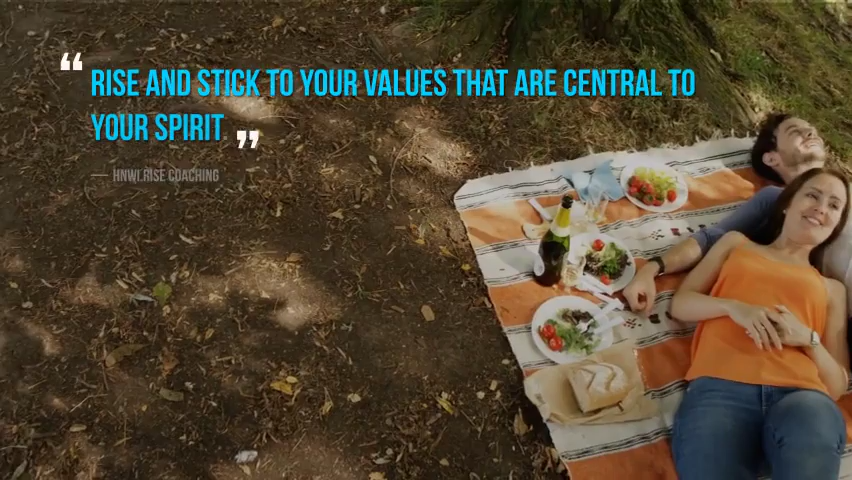 ❝ RISE AND STICK TO YOUR VALUES THAT ARE CENTRAL TO
YOUR SPIRIT ❞
— HNWI.RISE COACHING